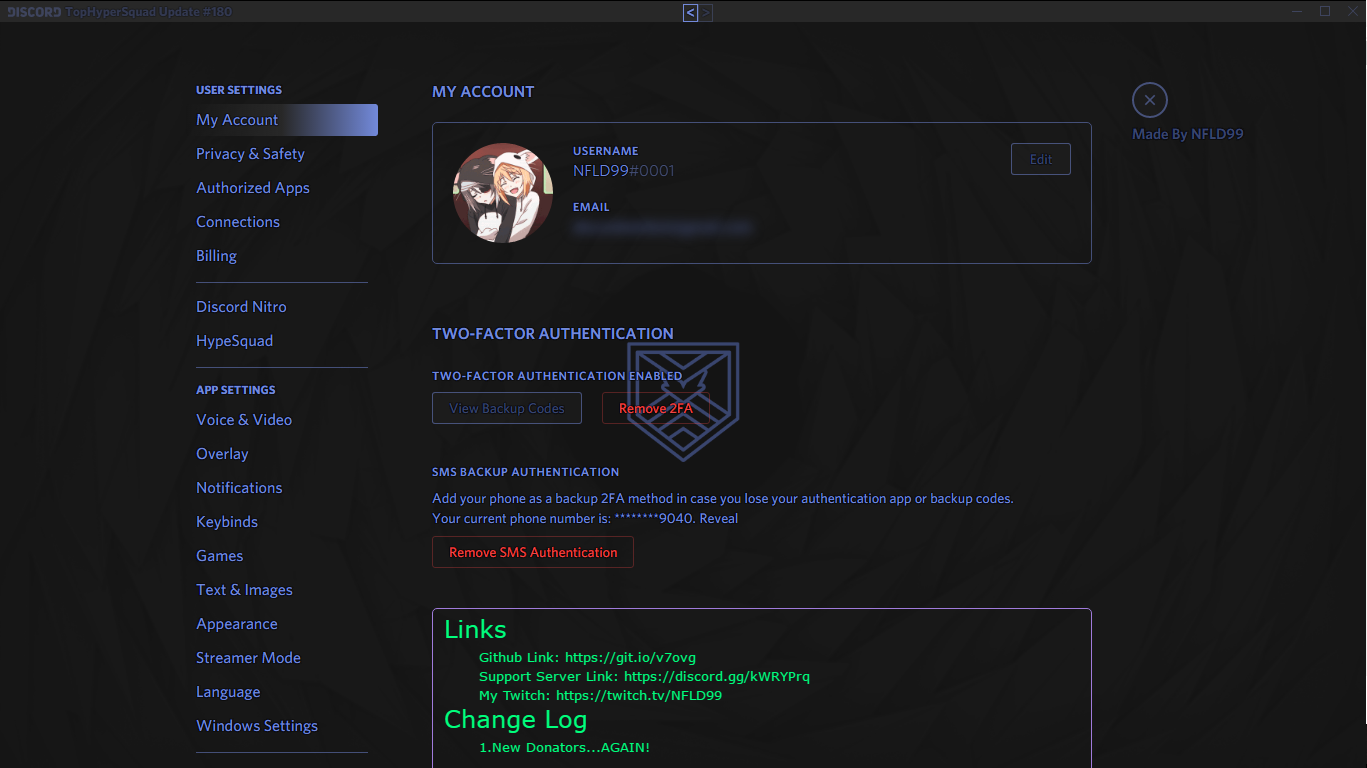 DISCORD TopHyperSquad Update #180
< >
USER SETTINGS
My Account
Privacy & Safety
Authorized Apps
Connections
Billing
Discord Nitro
HypeSquad
APP SETTINGS
Voice & Video
Overlay
Notifications
Keybinds
Games
Text & Images
Appearance
Streamer Mode
Language
Windows Settings
MY ACCOUNT
USERNAME
NFLD99#0001
Edit
EMAIL
Made By NFLD99
TWO-FACTOR AUTHENTICATION
TWO-FACTOR AUTHENTICATION ENABLED
View Backup Codes
Remove 2FA
SMS BACKUP AUTHENTICATION
Add your phone as a backup 2FA method in case you lose your authentication app or backup codes.
Your current phone number is: ********9040. Reveal
Remove SMS Authentication
Links
Github Link: https://git.io/v7ovg
Support Server Link: https://discord.gg/kWRYPrq
My Twitch: https://twitch.tv/NFLD99
Change Log
1.New Donators...AGAIN!